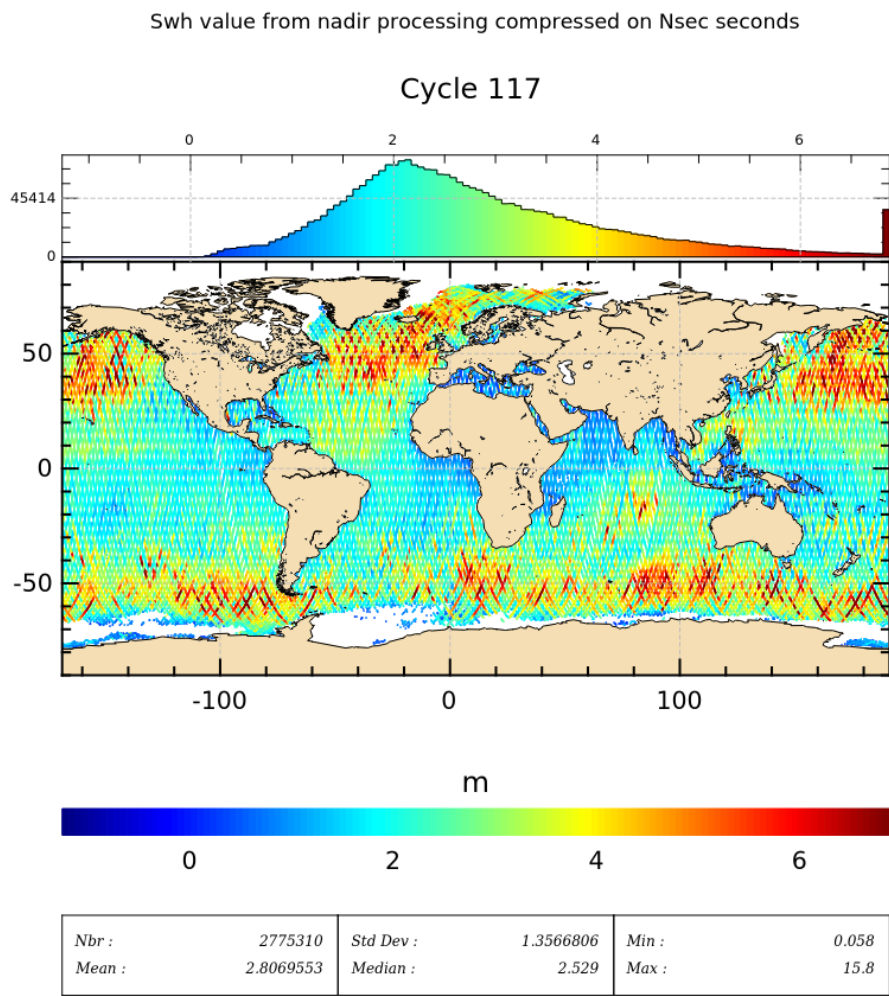 Swh value from nadir processing compressed on Nsec seconds
Cycle 117
0 2 4 6
45414
0
50
0
-50
-100 0 100
m
0 2 4 6
Nbr : 2775310 Std Dev : 1.3566806 Min : 0.058
Mean : 2.8069553 Median : 2.529 Max : 15.8